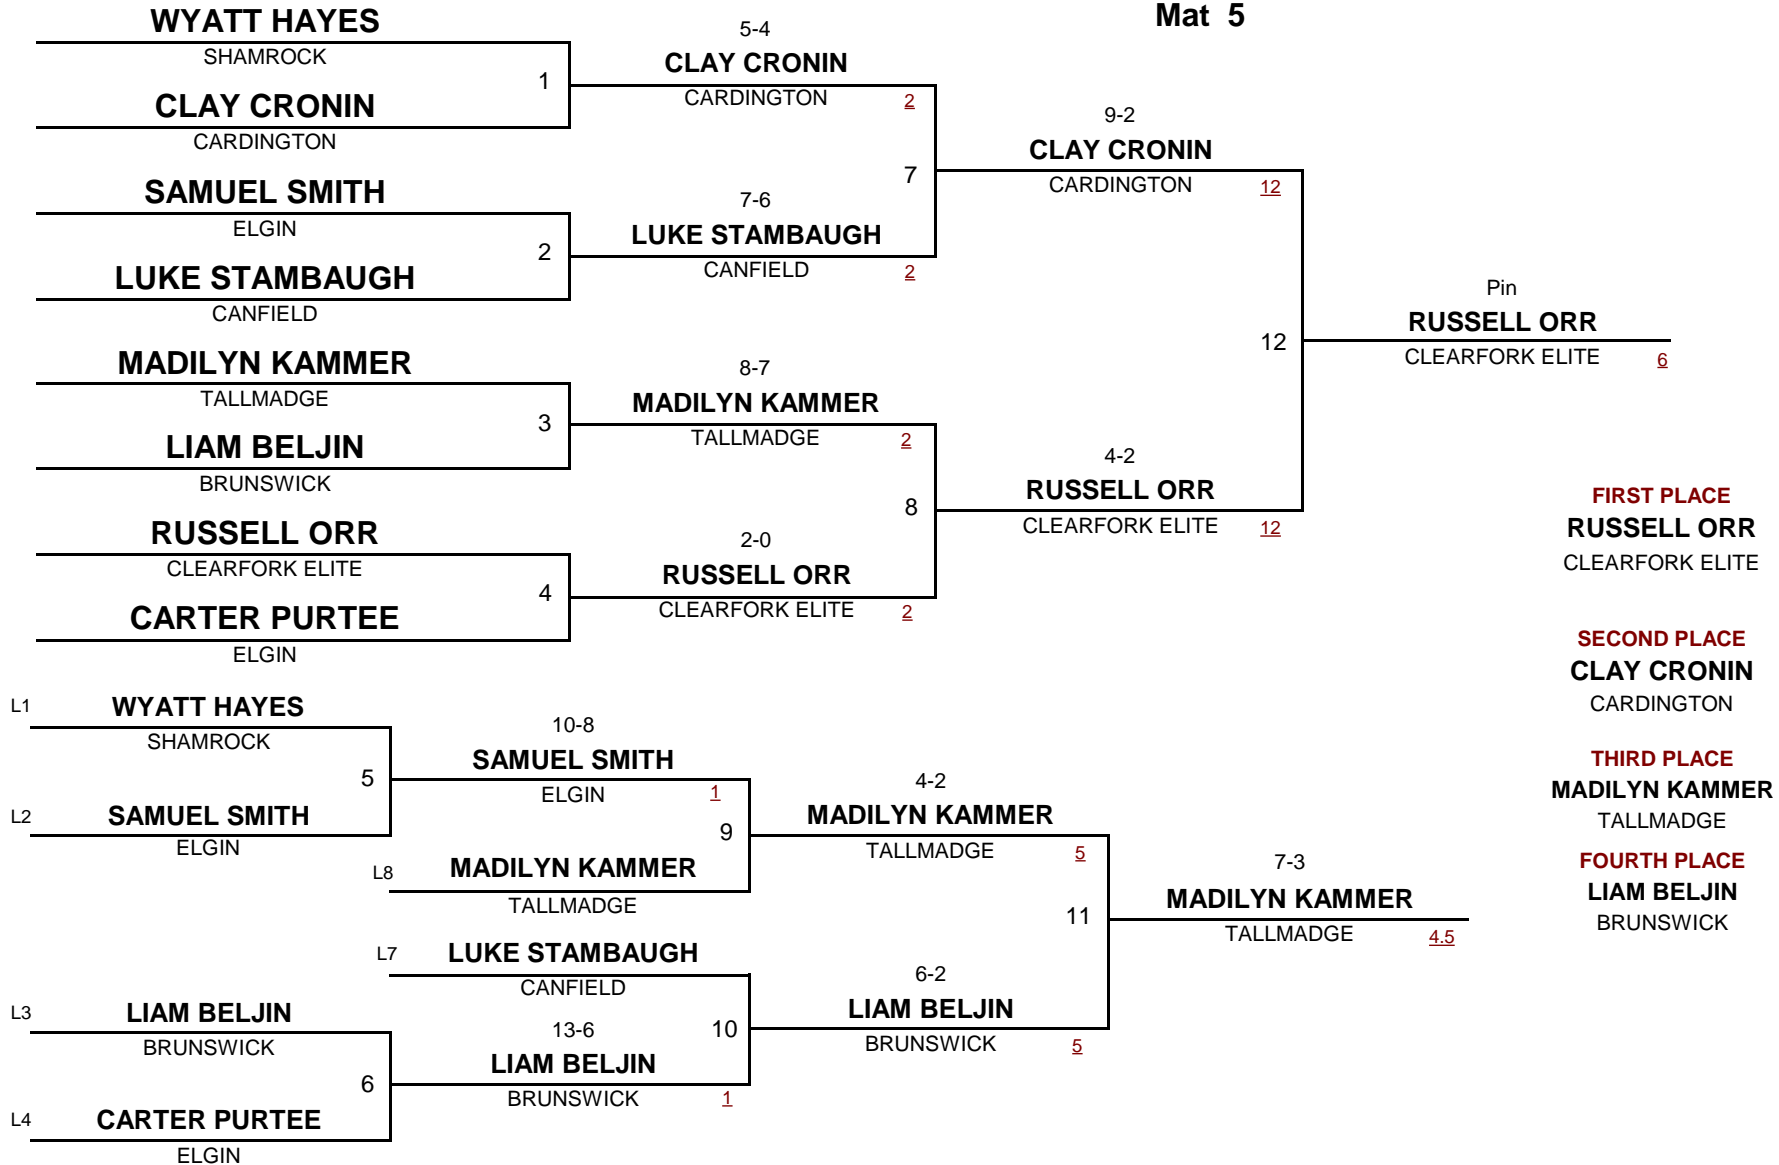 Mat 5
WYATT HAYES
SHAMROCK
1
CLAY CRONIN
CARDINGTON
SAMUEL SMITH
ELGIN
2
LUKE STAMBAUGH
CANFIELD
MADILYN KAMMER
TALLMADGE
3
LIAM BELJIN
BRUNSWICK
RUSSELL ORR
CLEARFORK ELITE
4
CARTER PURTEE
ELGIN
5-4
CLAY CRONIN
CARDINGTON 2
7
7-6
LUKE STAMBAUGH
CANFIELD 2
8-7
MADILYN KAMMER
TALLMADGE 2
8
2-0
RUSSELL ORR
CLEARFORK ELITE 2
9-2
CLAY CRONIN
CARDINGTON 12
12
4-2
RUSSELL ORR
CLEARFORK ELITE 12
Pin
RUSSELL ORR
CLEARFORK ELITE 6
FIRST PLACE
RUSSELL ORR
CLEARFORK ELITE
SECOND PLACE
CLAY CRONIN
CARDINGTON
THIRD PLACE
MADILYN KAMMER
TALLMADGE
FOURTH PLACE
LIAM BELJIN
BRUNSWICK
L1 WYATT HAYES
SHAMROCK
5
L2 SAMUEL SMITH
ELGIN
L3 LIAM BELJIN
BRUNSWICK
6
L4 CARTER PURTEE
ELGIN
10-8
SAMUEL SMITH
ELGIN 1
9
L8 MADILYN KAMMER
TALLMADGE
L7 LUKE STAMBAUGH
CANFIELD
10
13-6
LIAM BELJIN
BRUNSWICK 1
4-2
MADILYN KAMMER
TALLMADGE 5
11
6-2
LIAM BELJIN
BRUNSWICK 5
7-3
MADILYN KAMMER
TALLMADGE 4.5